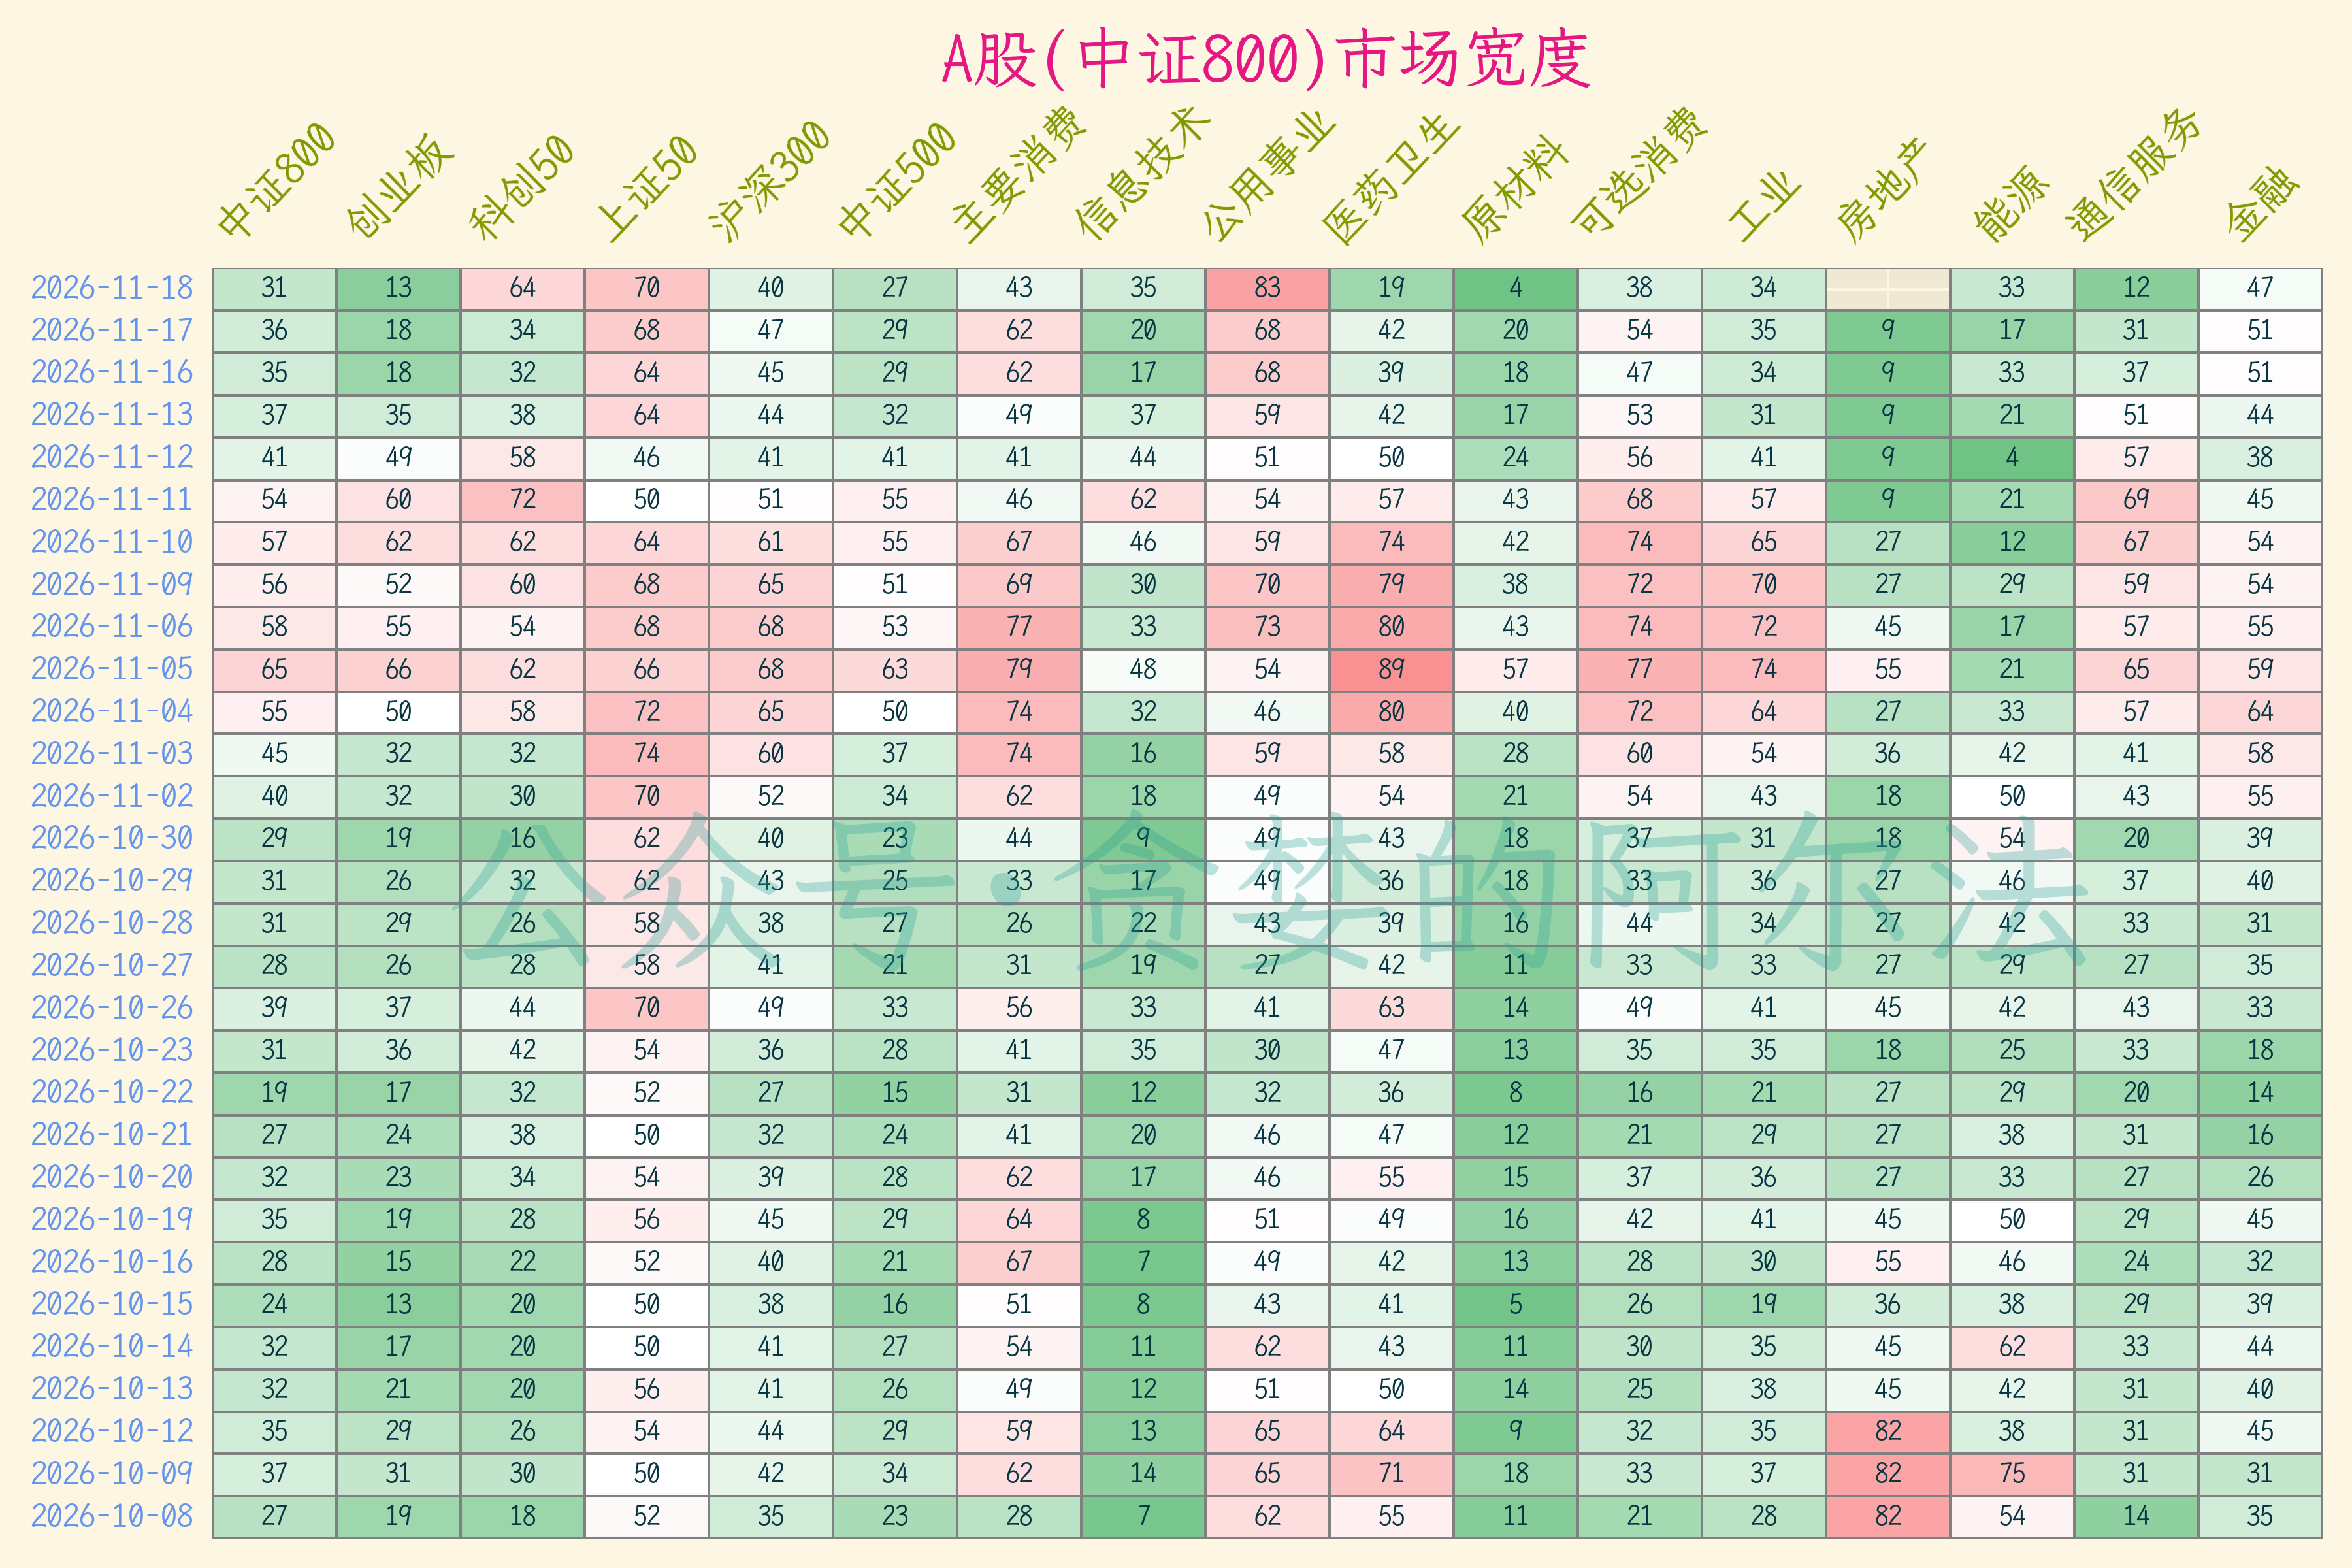 A股(中证800)市场宽度
中证800 创业板 科创50 上证50 沪深300 中证500 主要消费 信息技术 公用事业 医药卫生 原材料 可选消费 工业 房地产 能源 通信服务 金融
2026-11-18 31 13 64 70 40 27 43 35 83 19 4 38 34 33 12 47
2026-11-17 36 18 34 68 47 29 62 20 68 42 20 54 35 9 17 31 51
2026-11-16 35 18 32 64 45 29 62 17 68 39 18 47 34 9 33 37 51
2026-11-13 37 35 38 64 44 32 49 37 59 42 17 53 31 9 21 51 44
2026-11-12 41 49 58 46 41 41 41 44 51 50 24 56 41 9 4 57 38
2026-11-11 54 60 72 50 51 55 46 62 54 57 43 68 57 9 21 69 45
2026-11-10 57 62 62 64 61 55 67 46 59 74 42 74 65 27 12 67 54
2026-11-09 56 52 60 68 65 51 69 30 70 79 38 72 70 27 29 59 54
2026-11-06 58 55 54 68 68 53 77 33 73 80 43 74 72 45 17 57 55
2026-11-05 65 66 62 66 68 63 79 48 54 89 57 77 74 55 21 65 59
2026-11-04 55 50 58 72 65 50 74 32 46 80 40 72 64 27 33 57 64
2026-11-03 45 32 32 74 60 37 74 16 59 58 28 60 54 36 42 41 58
2026-11-02 40 32 30 70 52 34 62 18 49 54 21 54 43 18 50 43 55
2026-10-30 29 19 16 62 40 23 44 9 49 43 18 37 31 18 54 20 39
2026-10-29 31 26 32 62 43 25 33 17 49 36 18 33 36 27 46 37 40
公众号·贪婪的阿尔法
2026-10-28 31 29 26 58 38 27 26 22 43 39 16 44 34 27 42 33 31
2026-10-27 28 26 28 58 41 21 31 19 27 42 11 33 33 27 29 27 35
2026-10-26 39 37 44 70 49 33 56 33 41 63 14 49 41 45 42 43 33
2026-10-23 31 36 42 54 36 28 41 35 30 47 13 35 35 18 25 33 18
2026-10-22 19 17 32 52 27 15 31 12 32 36 8 16 21 27 29 20 14
2026-10-21 27 24 38 50 32 24 41 20 46 47 12 21 29 27 38 31 16
2026-10-20 32 23 34 54 39 28 62 17 46 55 15 37 36 27 33 27 26
2026-10-19 35 19 28 56 45 29 64 8 51 49 16 42 41 45 50 29 45
2026-10-16 28 15 22 52 40 21 67 7 49 42 13 28 30 55 46 24 32
2026-10-15 24 13 20 50 38 16 51 8 43 41 5 26 19 36 38 29 39
2026-10-14 32 17 20 50 41 27 54 11 62 43 11 30 35 45 62 33 44
2026-10-13 32 21 20 56 41 26 49 12 51 50 14 25 38 45 42 31 40
2026-10-12 35 29 26 54 44 29 59 13 65 64 9 32 35 82 38 31 45
2026-10-09 37 31 30 50 42 34 62 14 65 71 18 33 37 82 75 31 31
2026-10-08 27 19 18 52 35 23 28 7 62 55 11 21 28 82 54 14 35